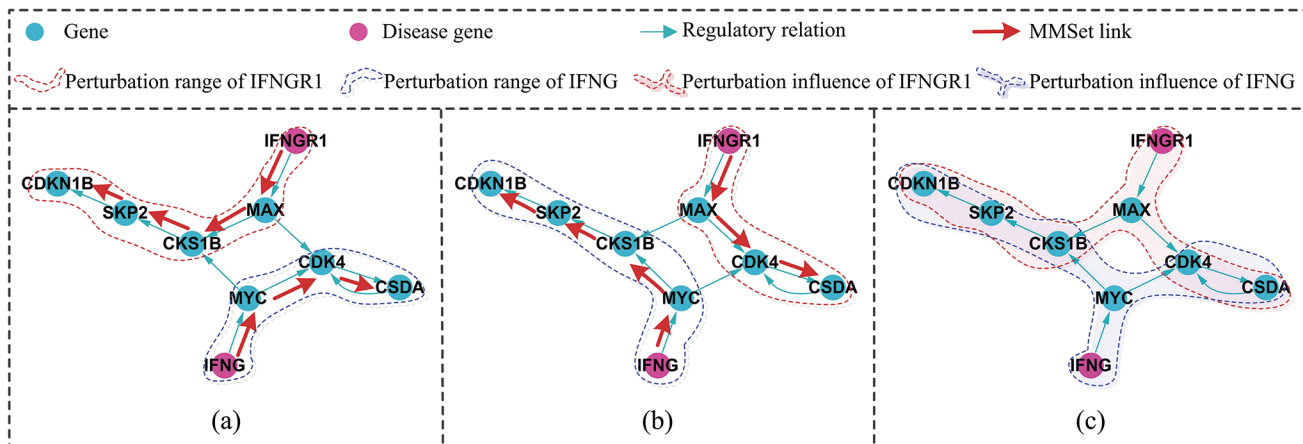 Gene
Disease gene
Regulatory relation
MMSet link
Perturbation range of IFNGR1
Perturbation range of IFNG
Perturbation influence of IFNGR1
Perturbation influence of IFNG
IFNGR1
CDKN1B
SKP2
MAX
CKS1B
CDK4
MYC
CSDA
IFNG
(a)
IFNGR1
CDKN1B
SKP2
MAX
CKS1B
CDK4
MYC
CSDA
IFNG
(b)
IFNGR1
CDKN1B
SKP2
MAX
CKS1B
CDK4
MYC
CSDA
IFNG
(c)